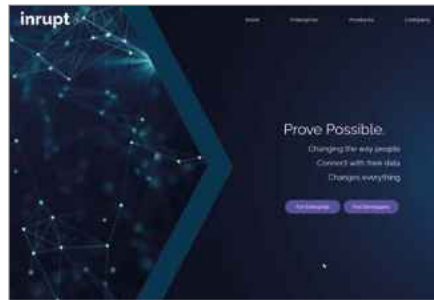 inrupt
Home Enterprise Products Company
Prove Possible.
Changing the way people
Connect with their data
Changes everything
For Enterprise For Developers